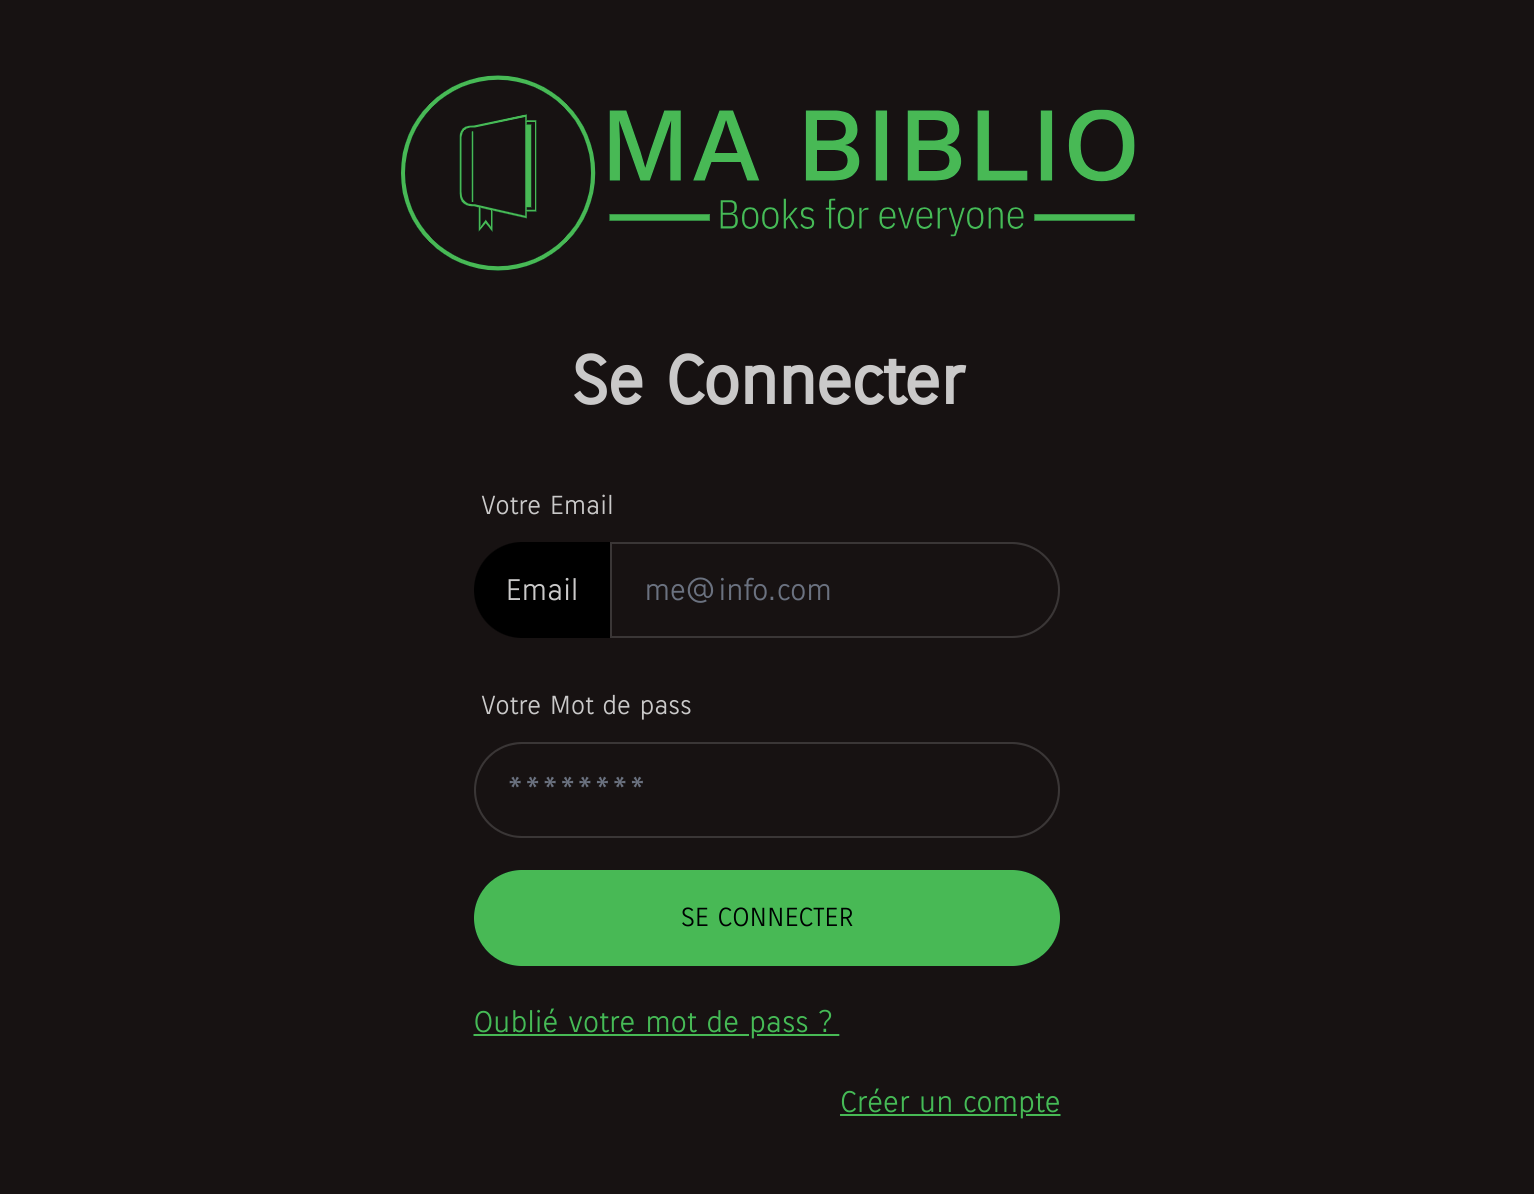 MA BIBLIO
Books for everyone
Se Connecter
Votre Email
Email
me@info.com
Votre Mot de pass
********
SE CONNECTER
Oublié votre mot de pass ?
Créer un compte